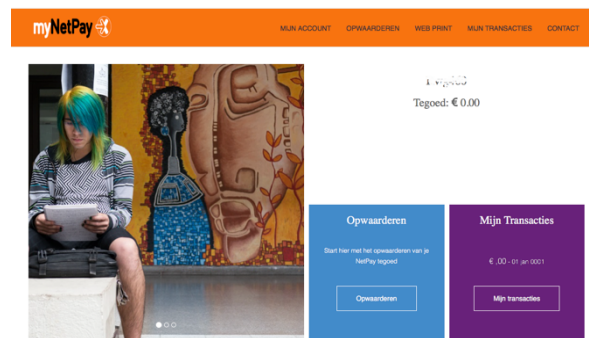 myNetPay
MIJN ACCOUNT OPWAARDEREN WEB PRINT MIJN TRANSACTIES CONTACT
Tegoed: € 0.00
Opwaarderen
Start hier met het opwaarderen van je
NetPay tegoed
Opwaarderen
Mijn Transacties
€ ,00 - 01 jan 0001
Mijn transacties